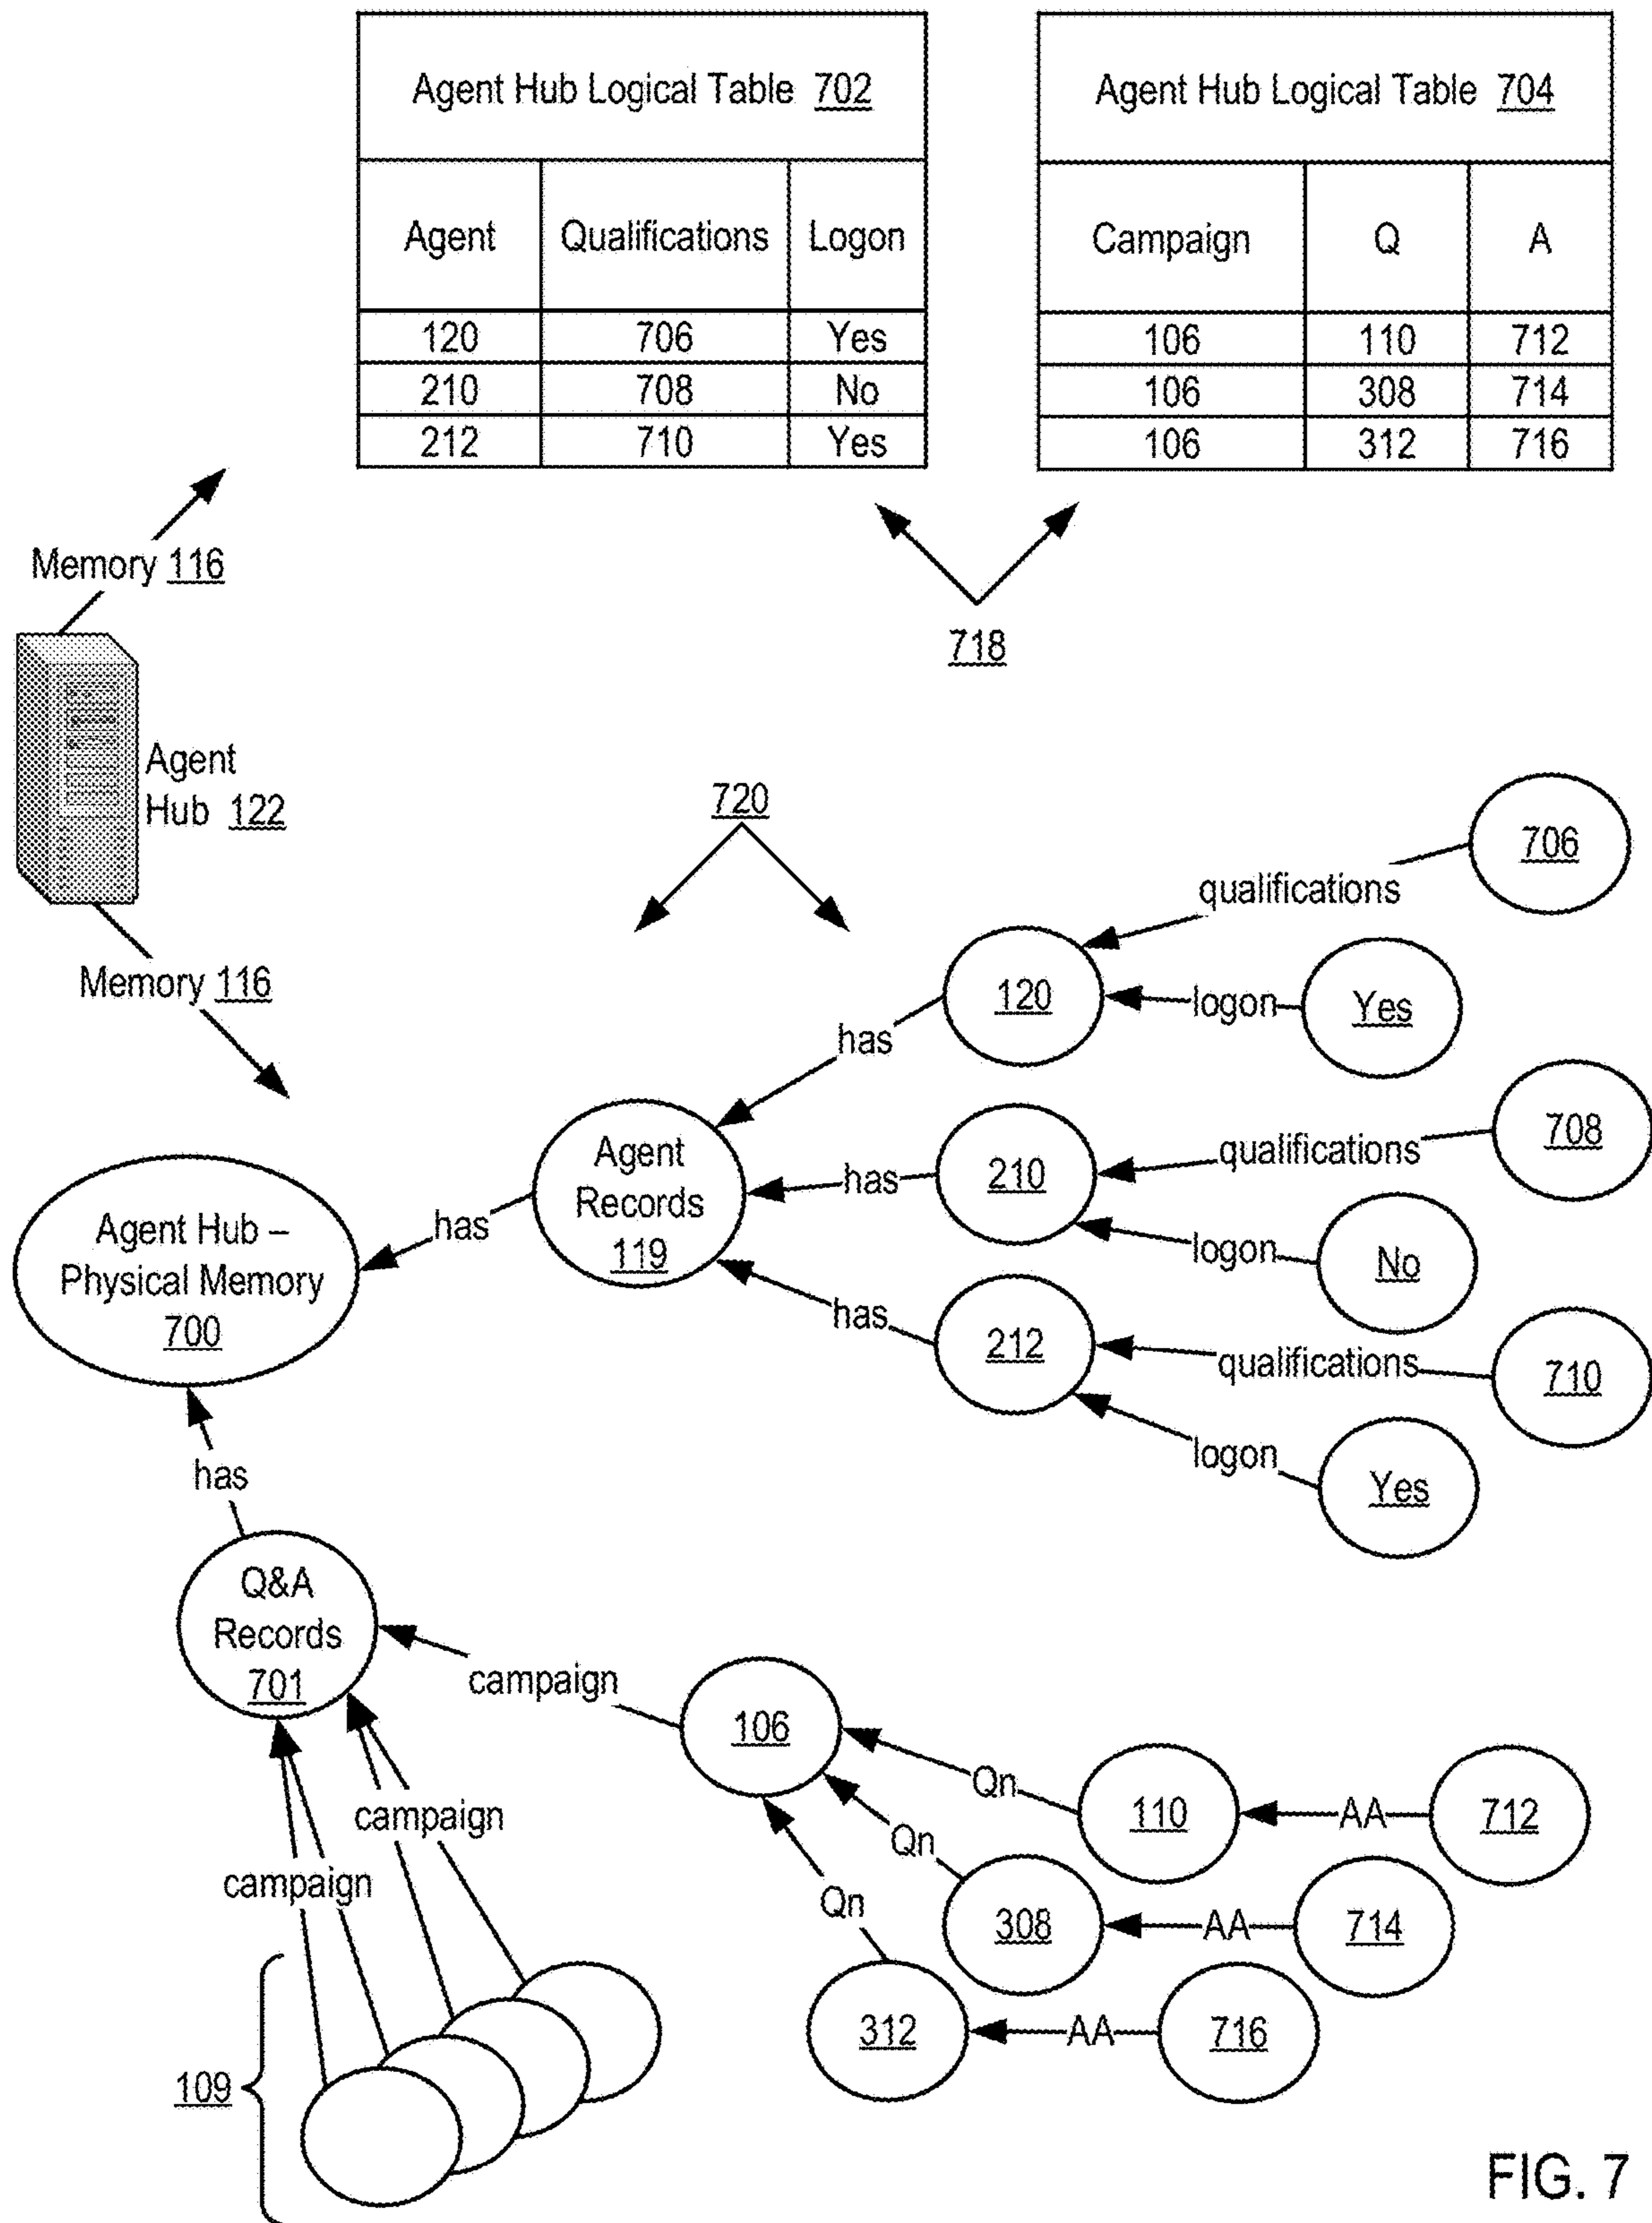 Agent Hub Logical Table 702
Agent Qualifications Logon
120 706 Yes
210 708 No
212 710 Yes
Agent Hub Logical Table 704
Campaign Q A
106 110 712
106 308 714
106 312 716
Memory 116
718
Agent
Hub 122
720
Memory 116
706
qualifications
120
logon
Yes
has
708
qualifications
210
has
Agent
Records
119
logon
No
has
Agent Hub –
Physical Memory
700
has
212
qualifications
710
logon
Yes
has
Q&A
Records
701
campaign
106
Qn
110
AA
712
campaign
Qn
308
AA
714
campaign
Qn
312
AA
716
109
FIG. 7